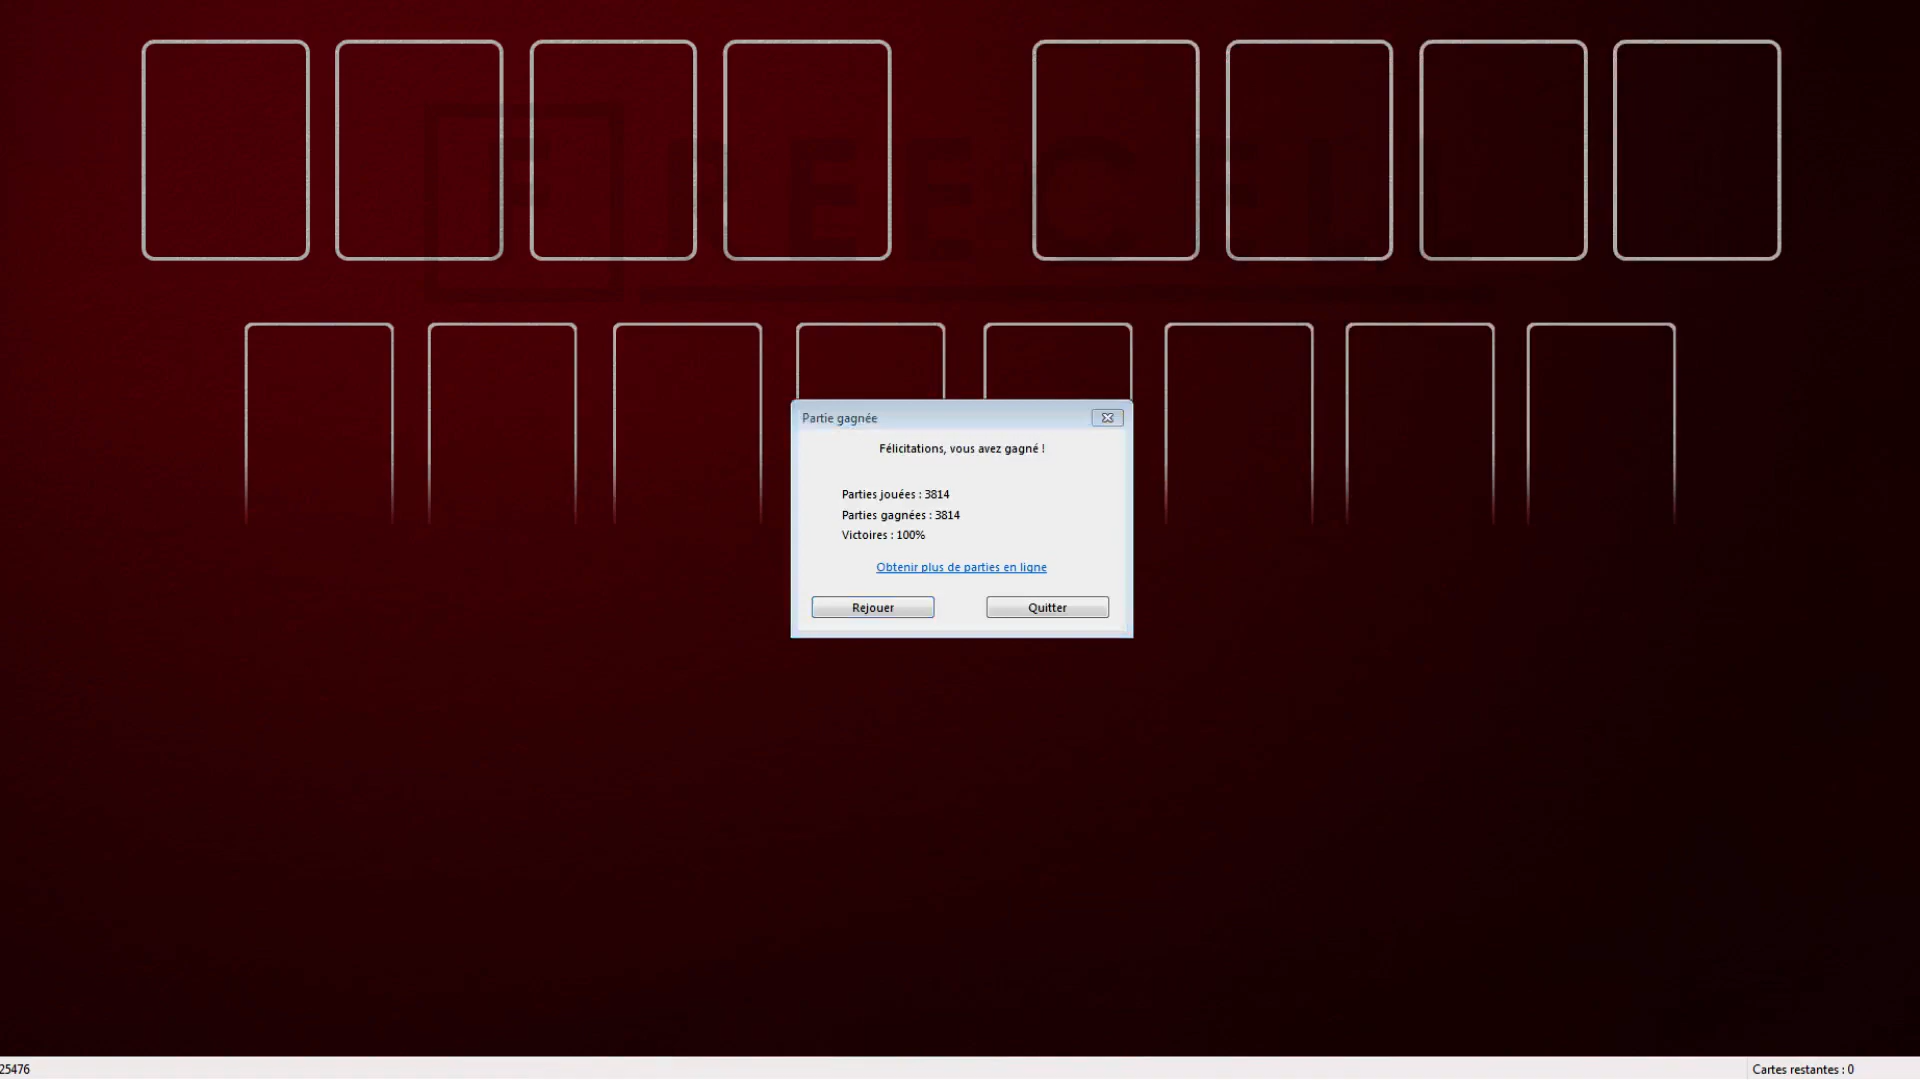 FREECELL
Partie gagnée
Félicitations, vous avez gagné !
Parties jouées : 3814
Parties gagnées : 3814
Victoires : 100%
Obtenir plus de parties en ligne
Rejouer
Quitter
25476
Cartes restantes : 0